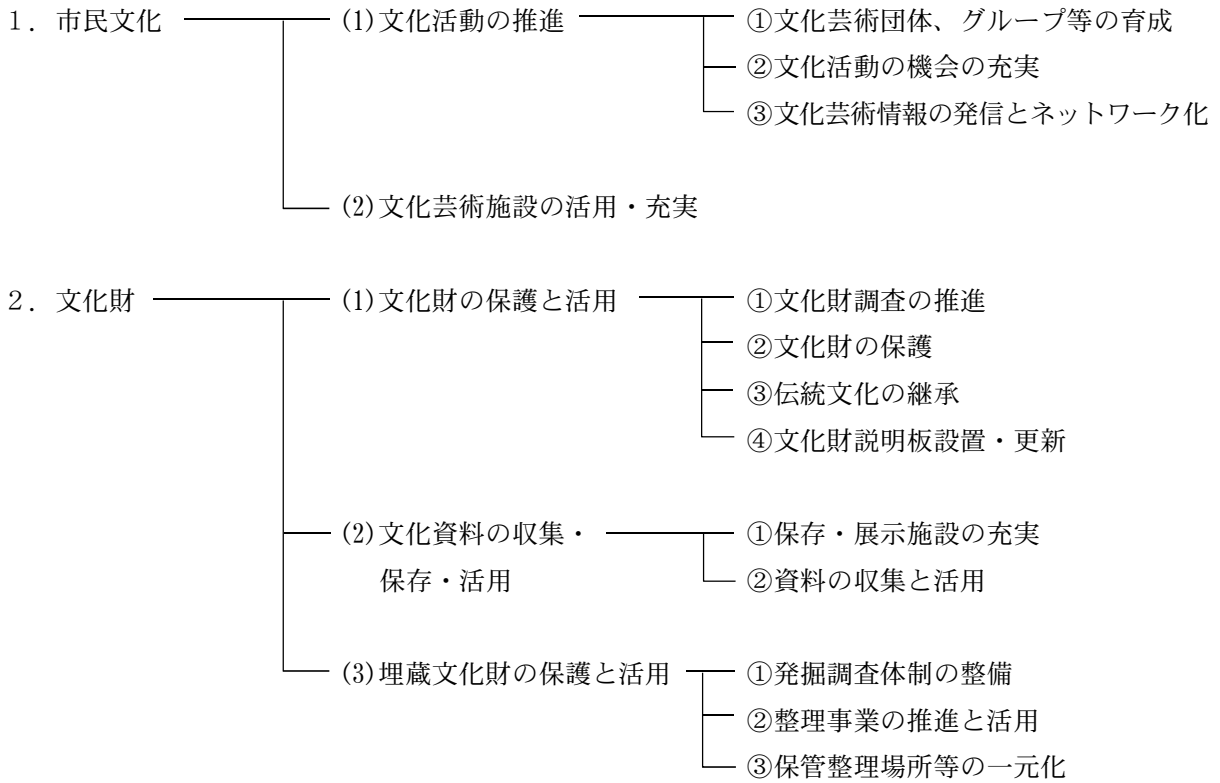 １．市民文化 (1)文化活動の推進 ①文化芸術団体、グループ等の育成
②文化活動の機会の充実
③文化芸術情報の発信とネットワーク化
(2)文化芸術施設の活用・充実
２．文化財 (1)文化財の保護と活用 ①文化財調査の推進
②文化財の保護
③伝統文化の継承
④文化財説明板設置・更新
(2)文化資料の収集・ ①保存・展示施設の充実
保存・活用 ②資料の収集と活用
(3)埋蔵文化財の保護と活用 ①発掘調査体制の整備
②整理事業の推進と活用
③保管整理場所等の一元化